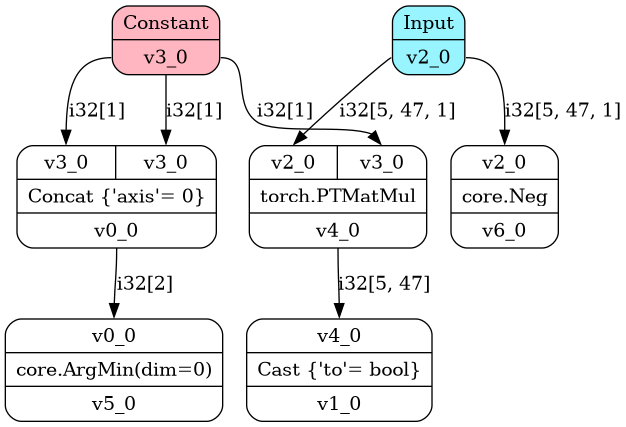 Constant
v3_0
Input
v2_0
i32[1]
i32[1]
i32[1]
i32[5, 47, 1]
i32[5, 47, 1]
v3_0 v3_0
Concat {'axis'= 0}
v0_0
v2_0 v3_0
torch.PTMatMul
v4_0
v2_0
core.Neg
v6_0
i32[2]
i32[5, 47]
v0_0
core.ArgMin(dim=0)
v5_0
v4_0
Cast {'to'= bool}
v1_0